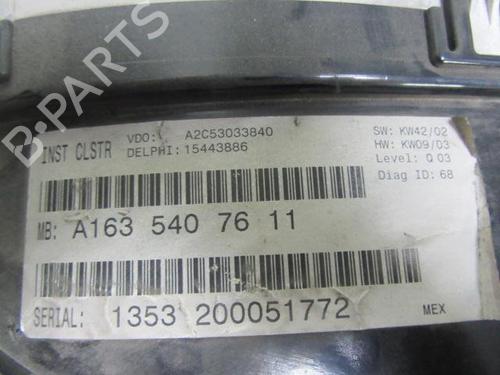 INST CLSTR
VDO: A2C53033840
DELPHI: 15443886
SW: KW42/02
HW: KW09/03
Level: Q 03
Diag ID: 68
MB: A163 540 76 11
SERIAL: 1353 200051772
MEX
B-PARTS